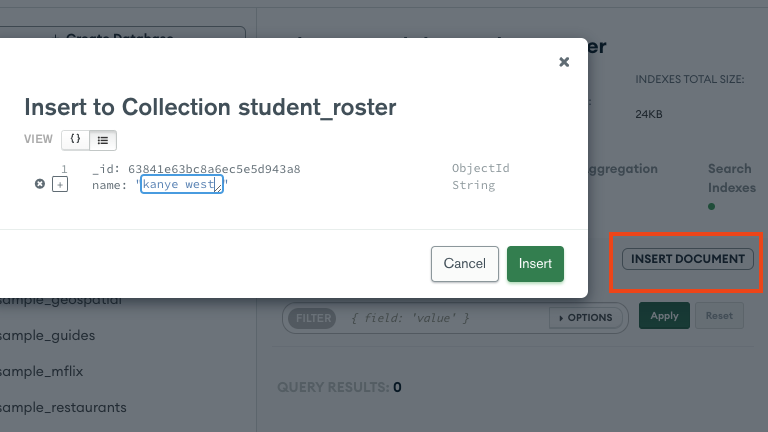 Create Database
er
INDEXES TOTAL SIZE:
Insert to Collection student_roster
24KB
VIEW {}
1 _id: 63841e63bc8a6ec5e5d943a8 ObjectId
name: "kanye west" String
ggregation
Search
Indexes
Cancel
Insert
INSERT DOCUMENT
sample_geospatial
FILTER { field: 'value' } OPTIONS Apply Reset
sample_guides
sample_mflix
QUERY RESULTS: 0
sample_restaurants